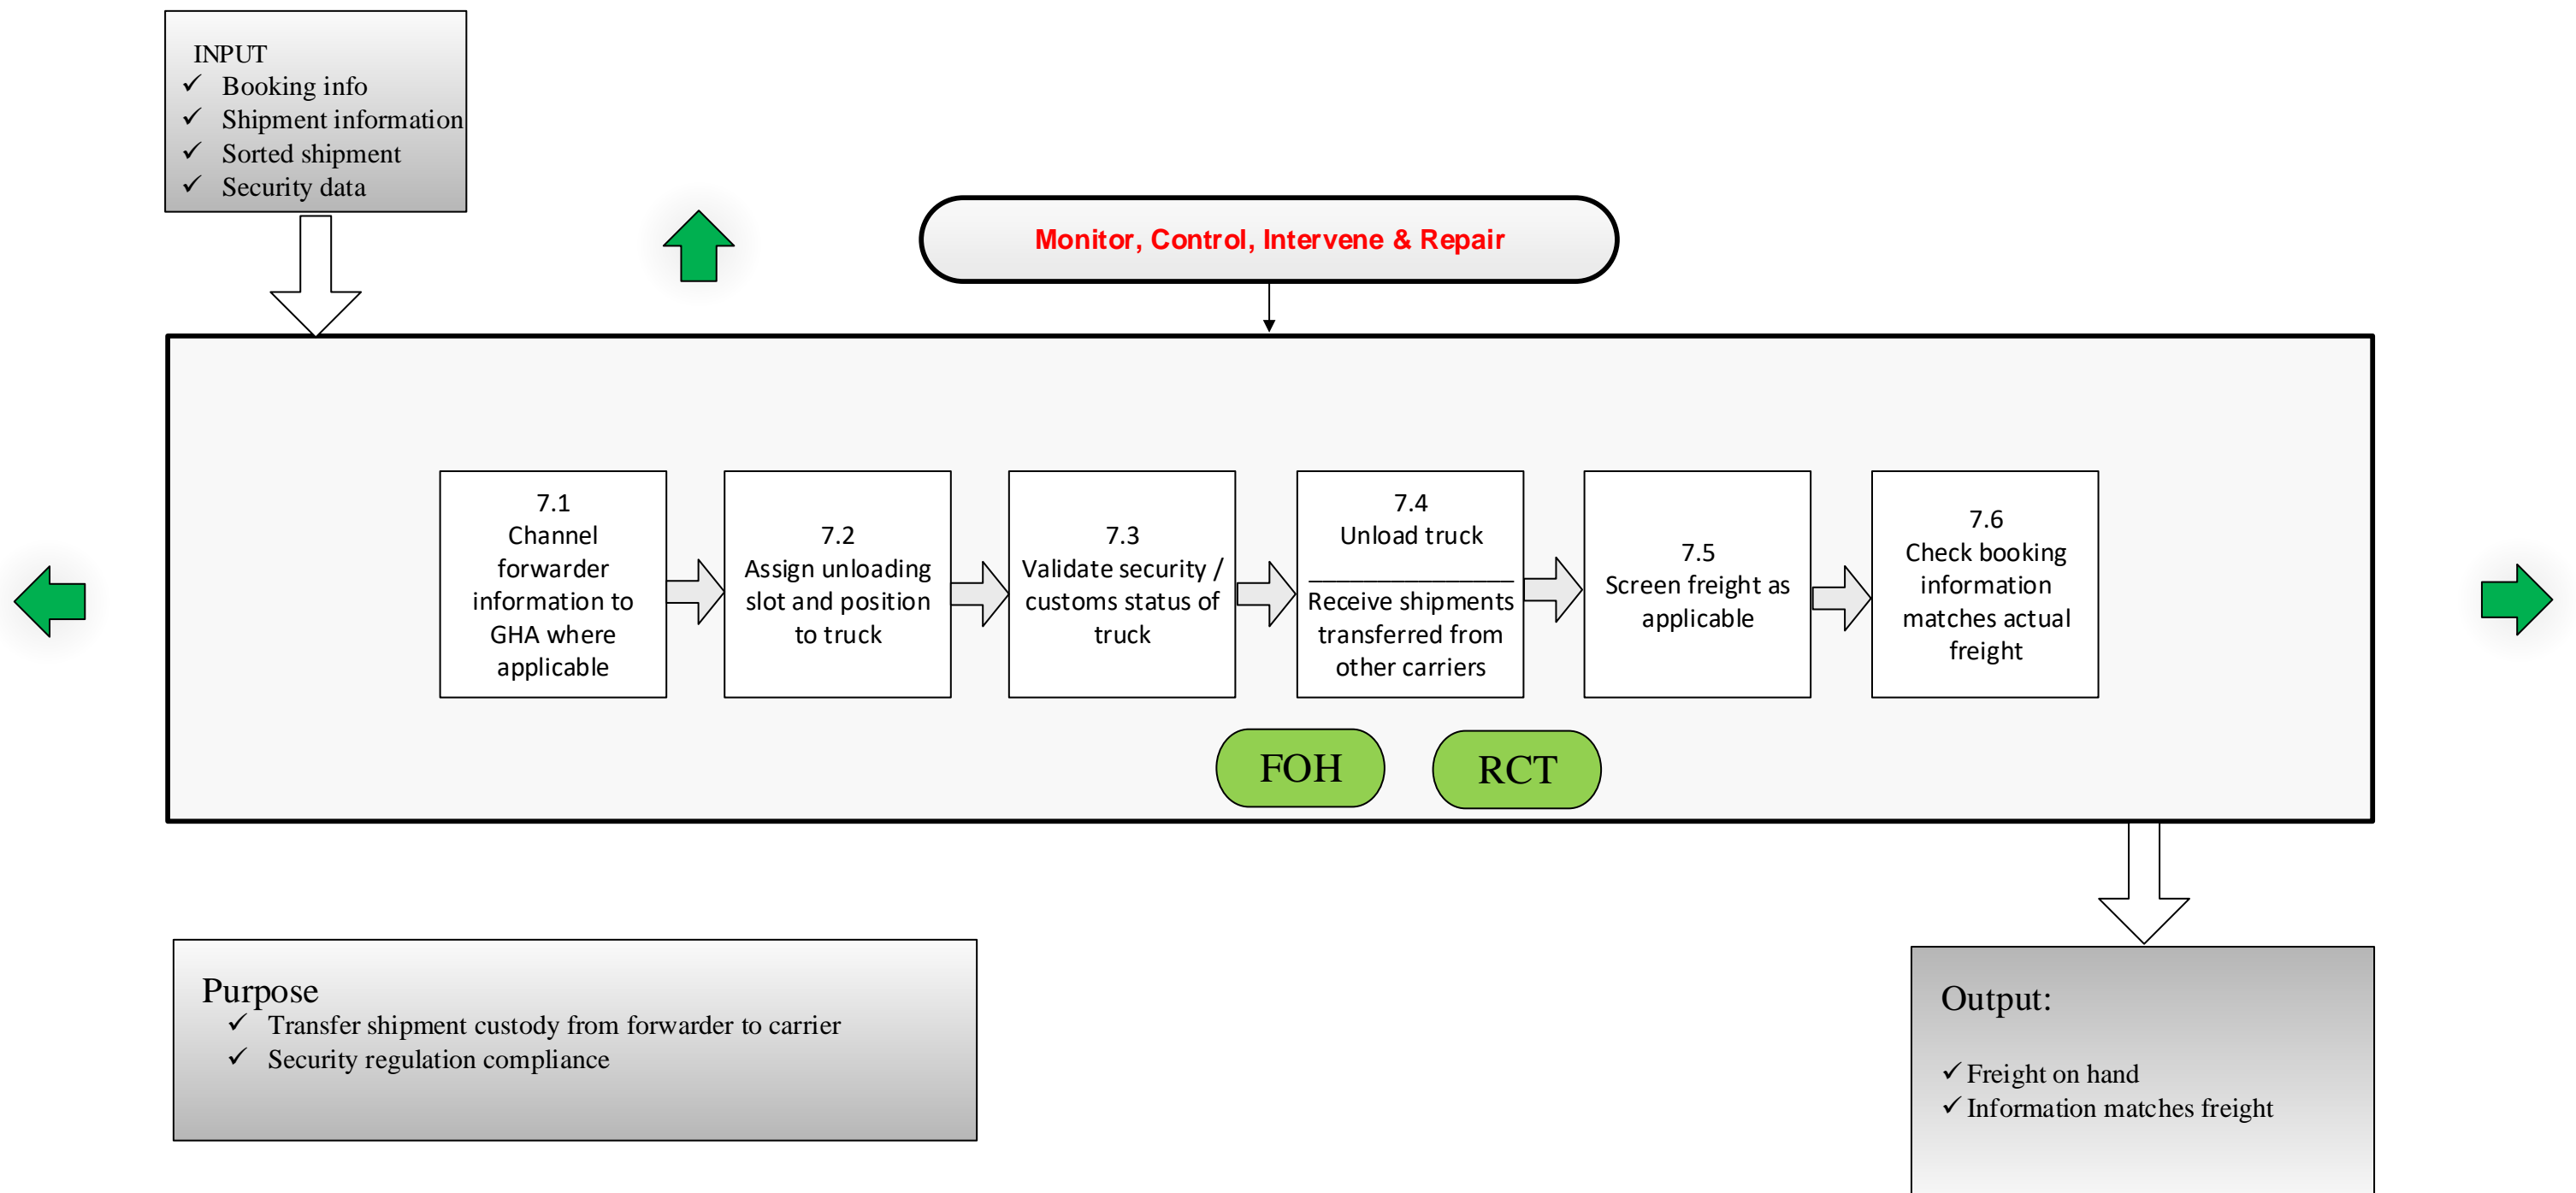 INPUT
✓ Booking info
✓ Shipment information
✓ Sorted shipment
✓ Security data
Monitor, Control, Intervene & Repair
7.1
Channel
forwarder
information to
GHA where
applicable
7.2
Assign unloading
slot and position
to truck
7.3
Validate security /
customs status of
truck
7.4
Unload truck
Receive shipments
transferred from
other carriers
7.5
Screen freight as
applicable
7.6
Check booking
information
matches actual
freight
FOH
RCT
Purpose
✓ Transfer shipment custody from forwarder to carrier
✓ Security regulation compliance
Output:
✓ Freight on hand
✓ Information matches freight